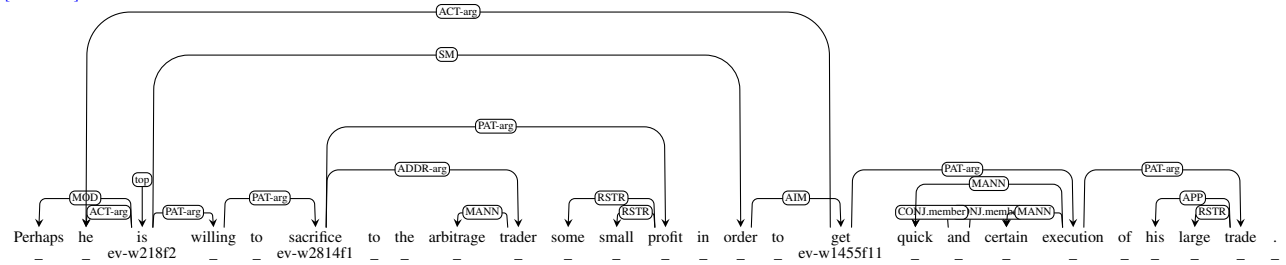 ACT-arg
SM
PAT-arg
top ADDR-arg PAT-arg PAT-arg
MOD PAT-arg RSTR AIM MANN APP
ACT-arg PAT-arg MANN RSTR CONJ.member NJ.memb MANN RSTR
Perhaps he is willing to sacrifice to the arbitrage trader some small profit in order to get quick and certain execution of his large trade .
_ _ ev-w218f2 _ _ ev-w2814f1 _ _ _ _ _ _ _ _ _ _ ev-w1455f11 _ _ _ _ _ _ _ _ _